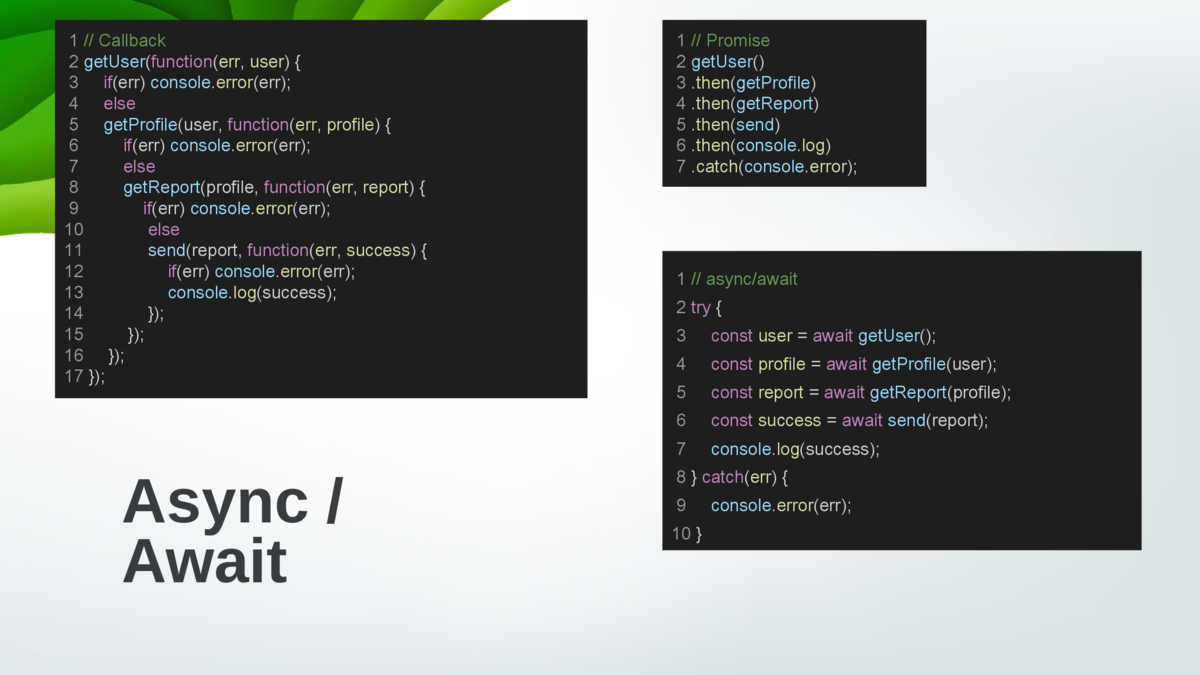 1 // Callback
2 getUser(function(err, user) {
3 if(err) console.error(err);
4 else
5 getProfile(user, function(err, profile) {
6 if(err) console.error(err);
7 else
8 getReport(profile, function(err, report) {
9 if(err) console.error(err);
10 else
11 send(report, function(err, success) {
12 if(err) console.error(err);
13 console.log(success);
14 });
15 });
16 });
17 });
1 // Promise
2 getUser()
3 .then(getProfile)
4 .then(getReport)
5 .then(send)
6 .then(console.log)
7 .catch(console.error);
1 // async/await
2 try {
3 const user = await getUser();
4 const profile = await getProfile(user);
5 const report = await getReport(profile);
6 const success = await send(report);
7 console.log(success);
8 } catch(err) {
9 console.error(err);
10 }
Async /
Await